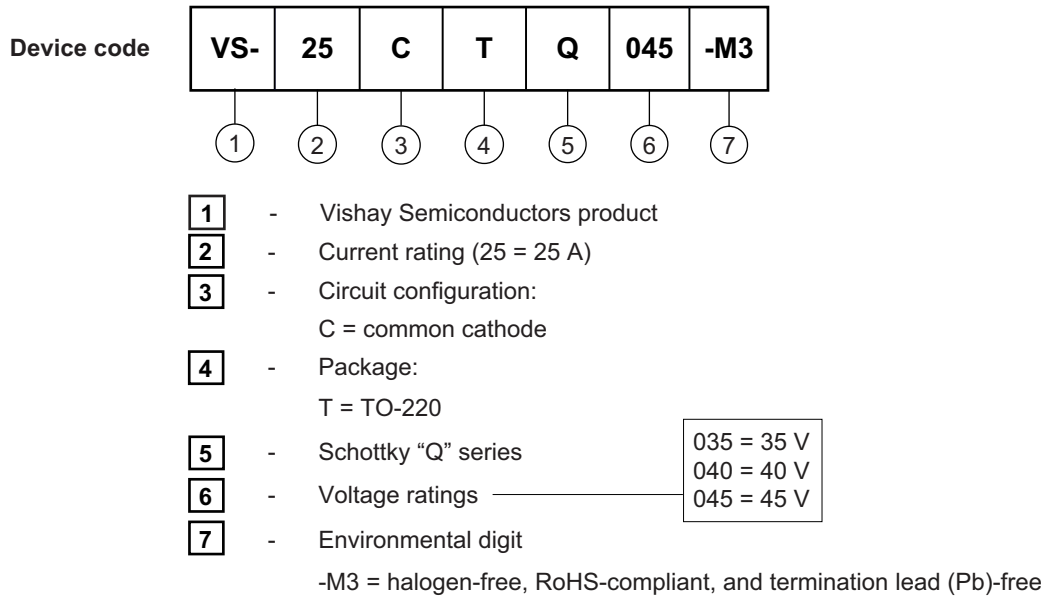 Device code VS- 25 C T Q 045 -M3
1 2 3 4 5 6 7
1 - Vishay Semiconductors product
2 - Current rating (25 = 25 A)
3 - Circuit configuration:
C = common cathode
4 - Package:
T = TO-220
5 - Schottky “Q” series
6 - Voltage ratings
035 = 35 V
040 = 40 V
045 = 45 V
7 - Environmental digit
-M3 = halogen-free, RoHS-compliant, and termination lead (Pb)-free